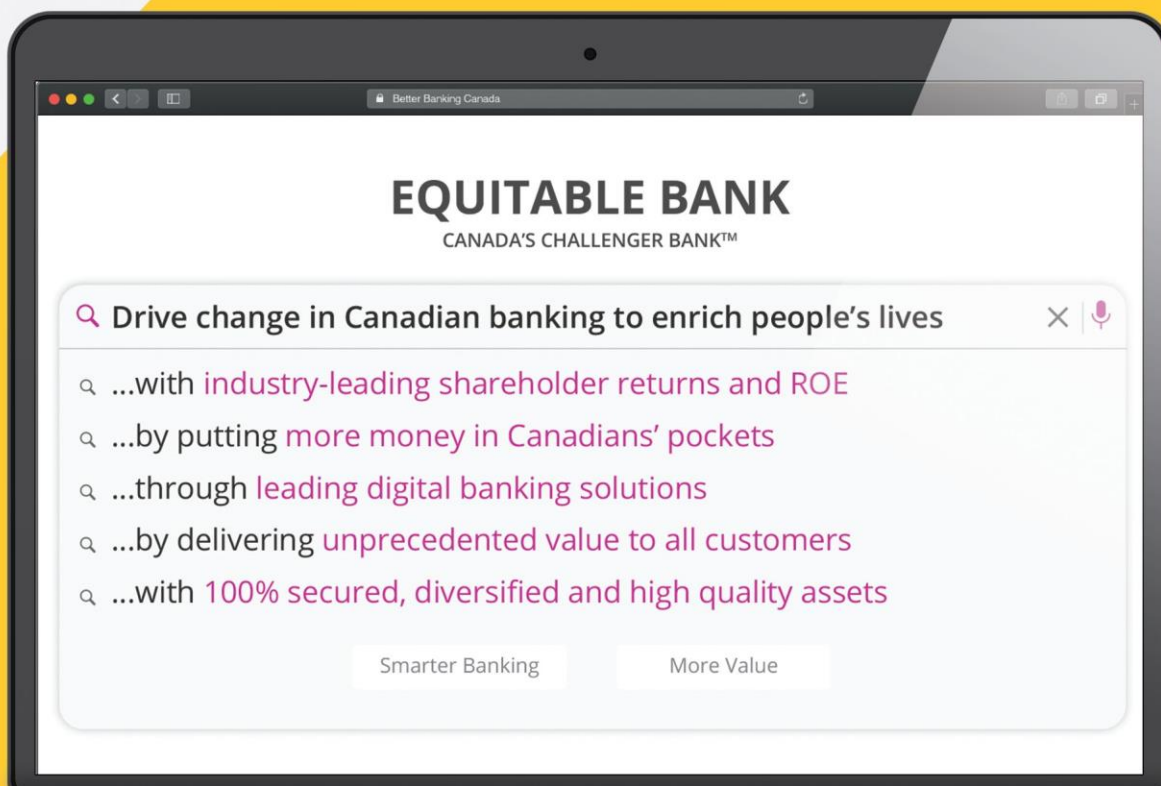 Better Banking Canada
EQUITABLE BANK
CANADA'S CHALLENGER BANK™
Drive change in Canadian banking to enrich people's lives
...with industry-leading shareholder returns and ROE
...by putting more money in Canadians' pockets
...through leading digital banking solutions
...by delivering unprecedented value to all customers
...with 100% secured, diversified and high quality assets
Smarter Banking More Value